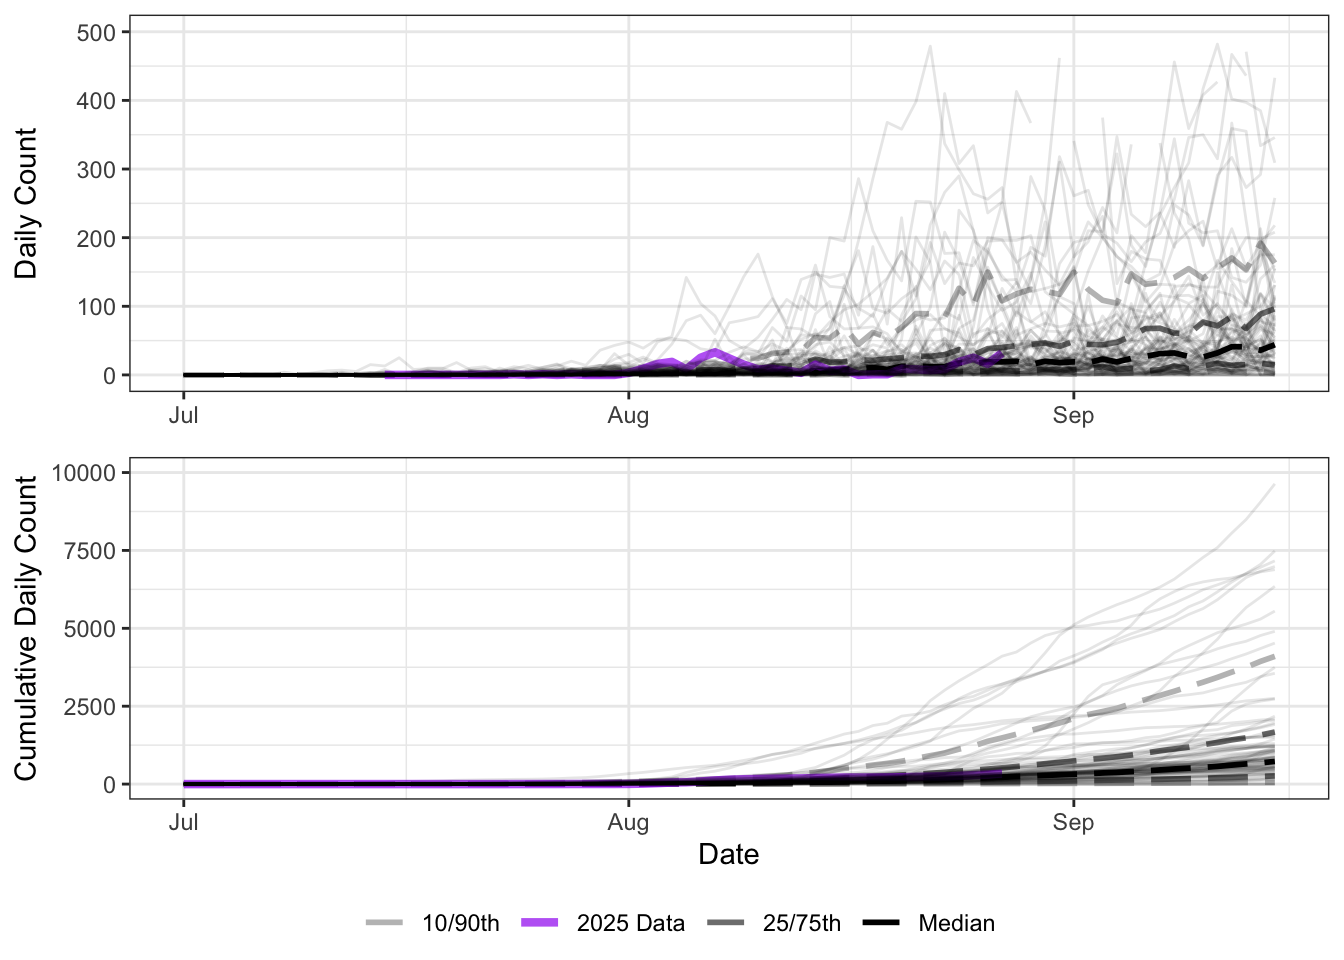 Daily Count
500
400
300
200
100
0
Jul Aug Sep
Cumulative Daily Count
10000
7500
5000
2500
0
Jul Aug Sep
Date
10/90th 2025 Data 25/75th Median